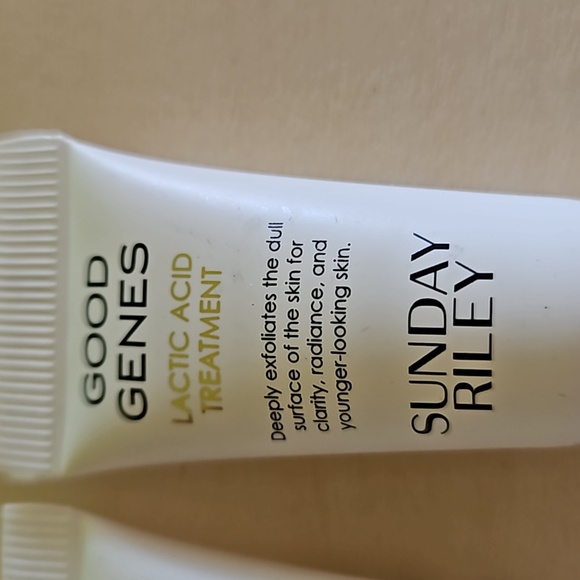 GOOD
GENES
LACTIC ACID
TREATMENT
Deeply exfoliates the dull
surface of the skin for
clarity, radiance, and
younger-looking skin.
SUNDAY
RILEY